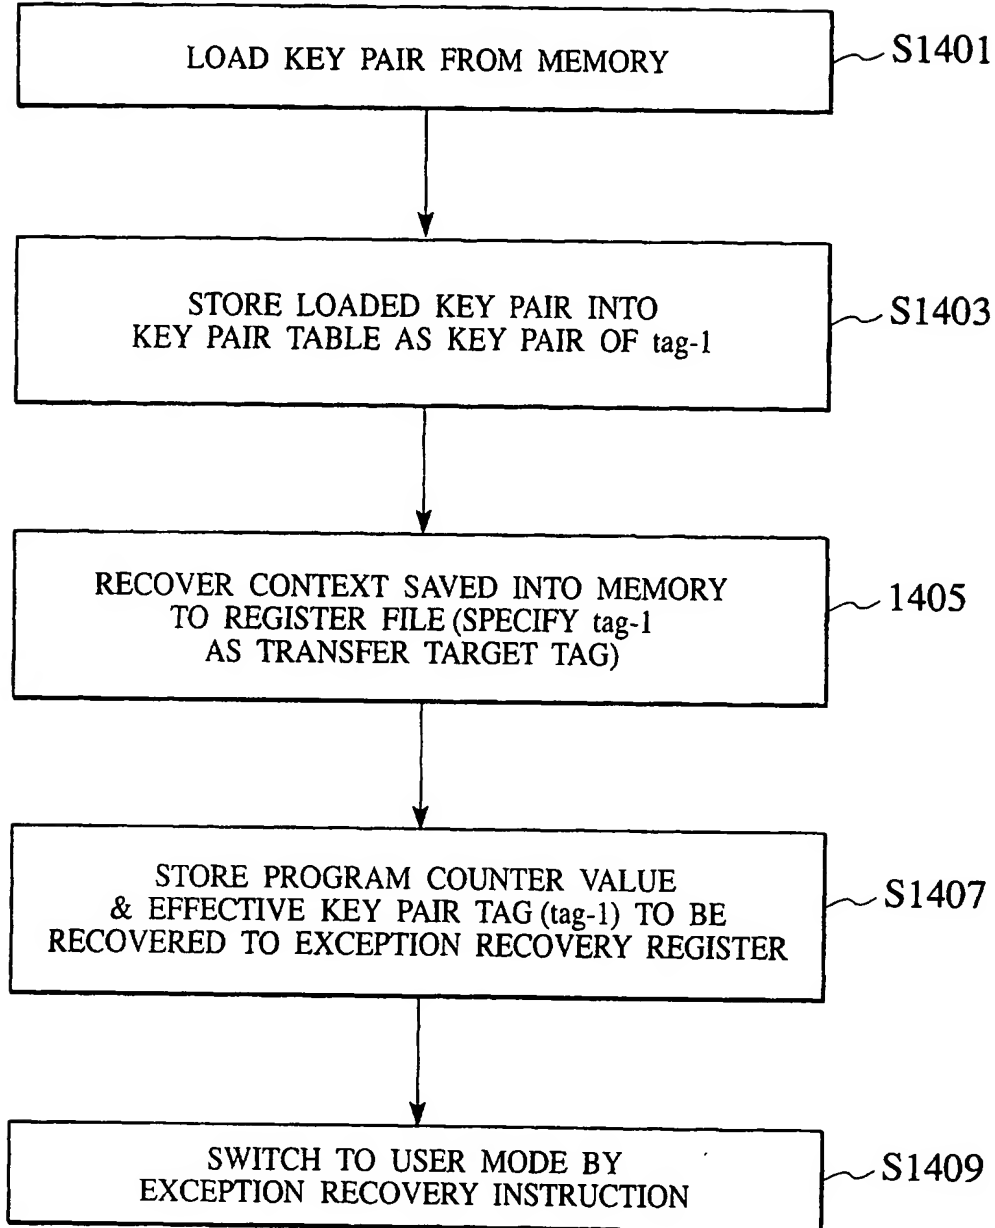 LOAD KEY PAIR FROM MEMORY
S1401
STORE LOADED KEY PAIR INTO
KEY PAIR TABLE AS KEY PAIR OF tag-1
S1403
RECOVER CONTEXT SAVED INTO MEMORY
TO REGISTER FILE (SPECIFY tag-1
AS TRANSFER TARGET TAG)
1405
STORE PROGRAM COUNTER VALUE
& EFFECTIVE KEY PAIR TAG (tag-1) TO BE
RECOVERED TO EXCEPTION RECOVERY REGISTER
S1407
SWITCH TO USER MODE BY
EXCEPTION RECOVERY INSTRUCTION
S1409